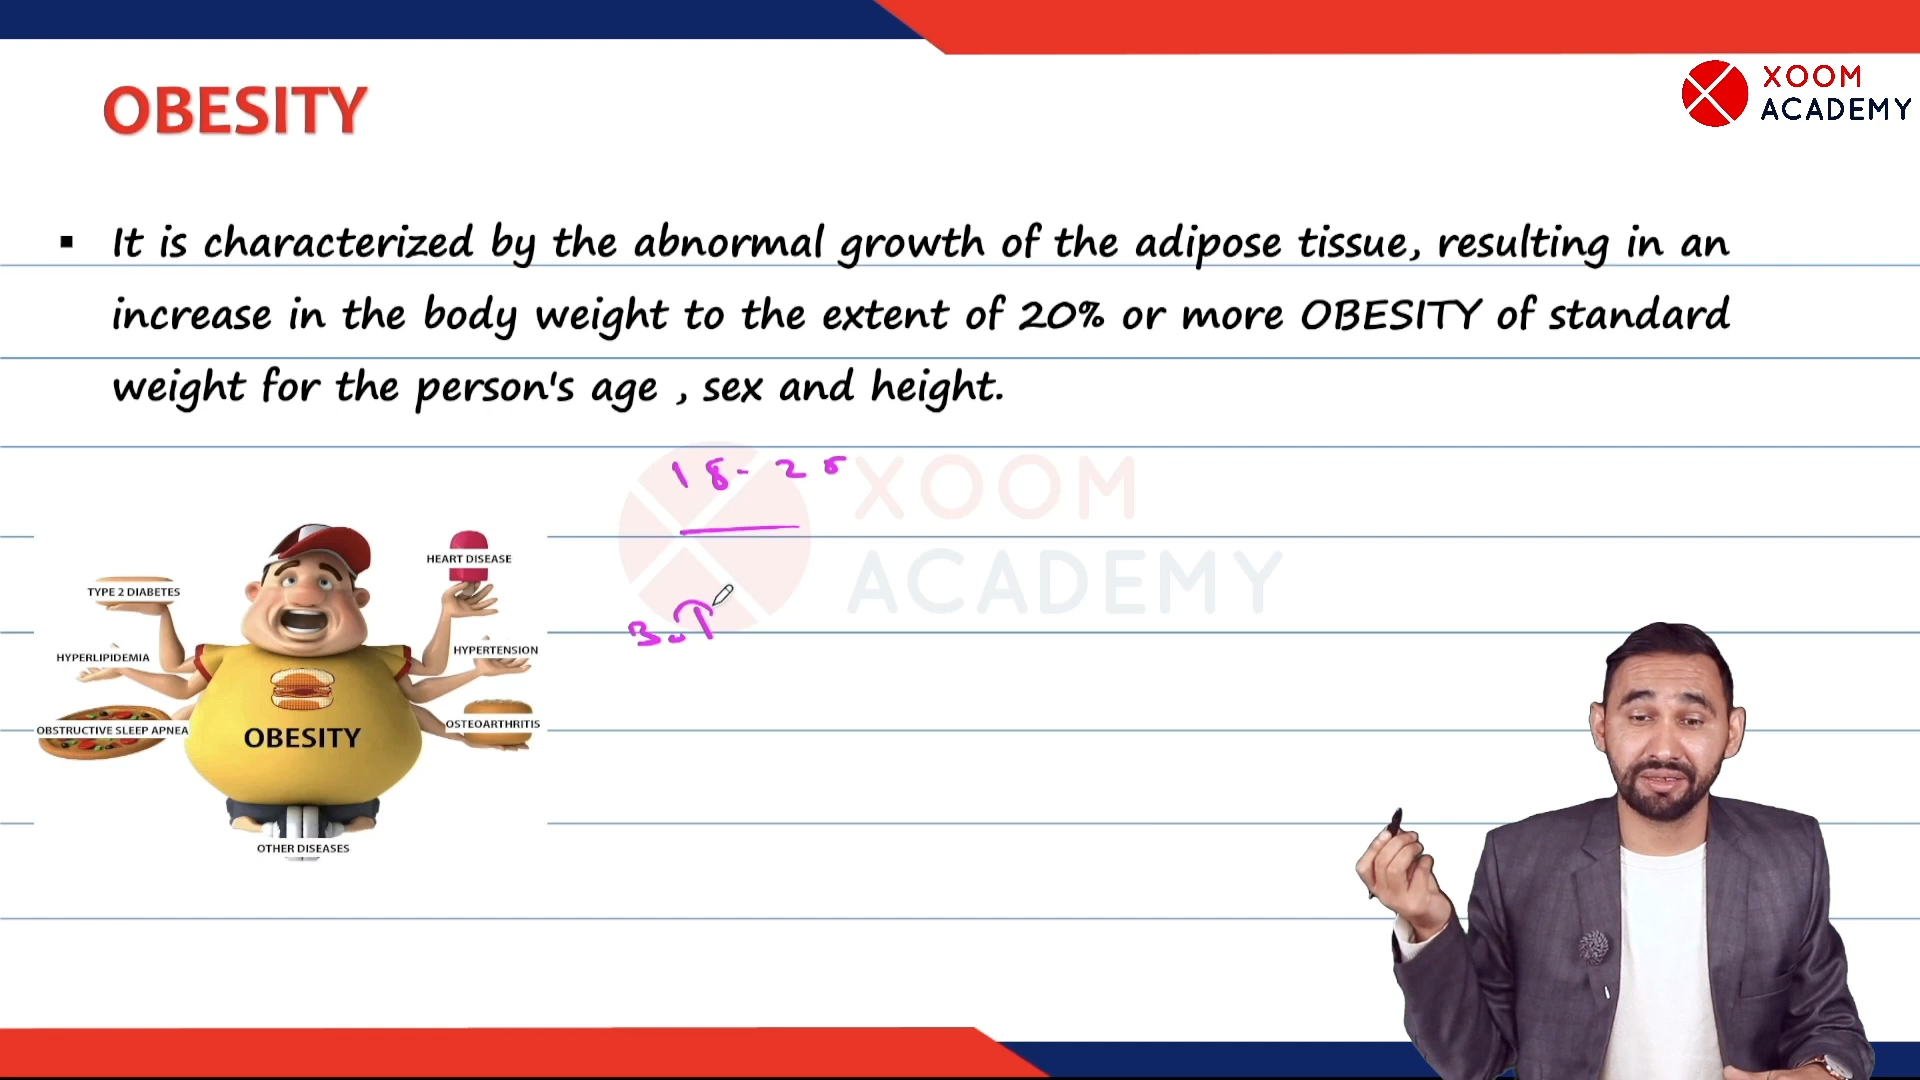 OBESITY
XOOM
ACADEMY
▪ It is characterized by the abnormal growth of the adipose tissue, resulting in an
increase in the body weight to the extent of 20% or more OBESITY of standard
weight for the person's age , sex and height.
18-25
XOOM
ACADEMY
HEART DISEASE
TYPE 2 DIABETES
HYPERTENSION
HYPERLIPIDEMIA
OSTEOARTHRITIS
OBSTRUCTIVE SLEEP APNEA
OBESITY
OTHER DISEASES